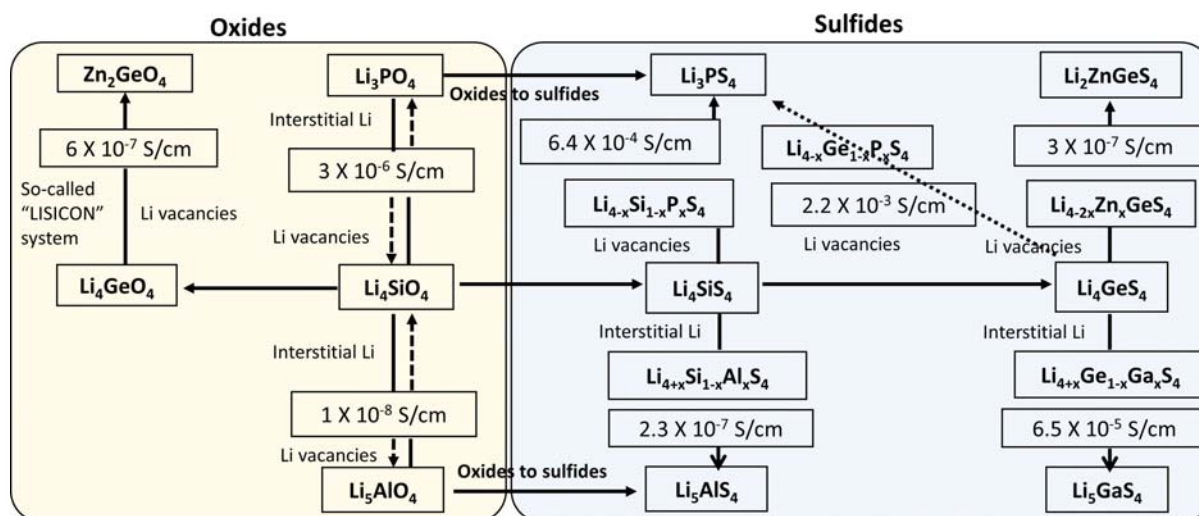 Oxides
Sulfides
Zn₂GeO₄
Li₃PO₄
Li₃PS₄
Li₂ZnGeS₄
Oxides to sulfides
Interstitial Li
6 X 10⁻⁷ S/cm
6.4 X 10⁻⁴ S/cm
Li₄₋ₓGe₁₋ₓPₓS₄
3 X 10⁻⁷ S/cm
3 X 10⁻⁶ S/cm
So-called
"LISICON"
system
Li vacancies
Li₄₋ₓSi₁₋ₓPₓS₄
2.2 X 10⁻³ S/cm
Li₄₋₂ₓZnₓGeS₄
Li vacancies
Li vacancies
Li vacancies
Li vacancies
Li₄GeO₄
Li₄SiO₄
Li₄SiS₄
Li₄GeS₄
Interstitial Li
Interstitial Li
Interstitial Li
Li₄₊ₓSi₁₋ₓAlₓS₄
Li₄₊ₓGe₁₋ₓGaₓS₄
1 X 10⁻⁸ S/cm
2.3 X 10⁻⁷ S/cm
6.5 X 10⁻⁵ S/cm
Li vacancies
Oxides to sulfides
Li₅AlO₄
Li₅AlS₄
Li₅GaS₄